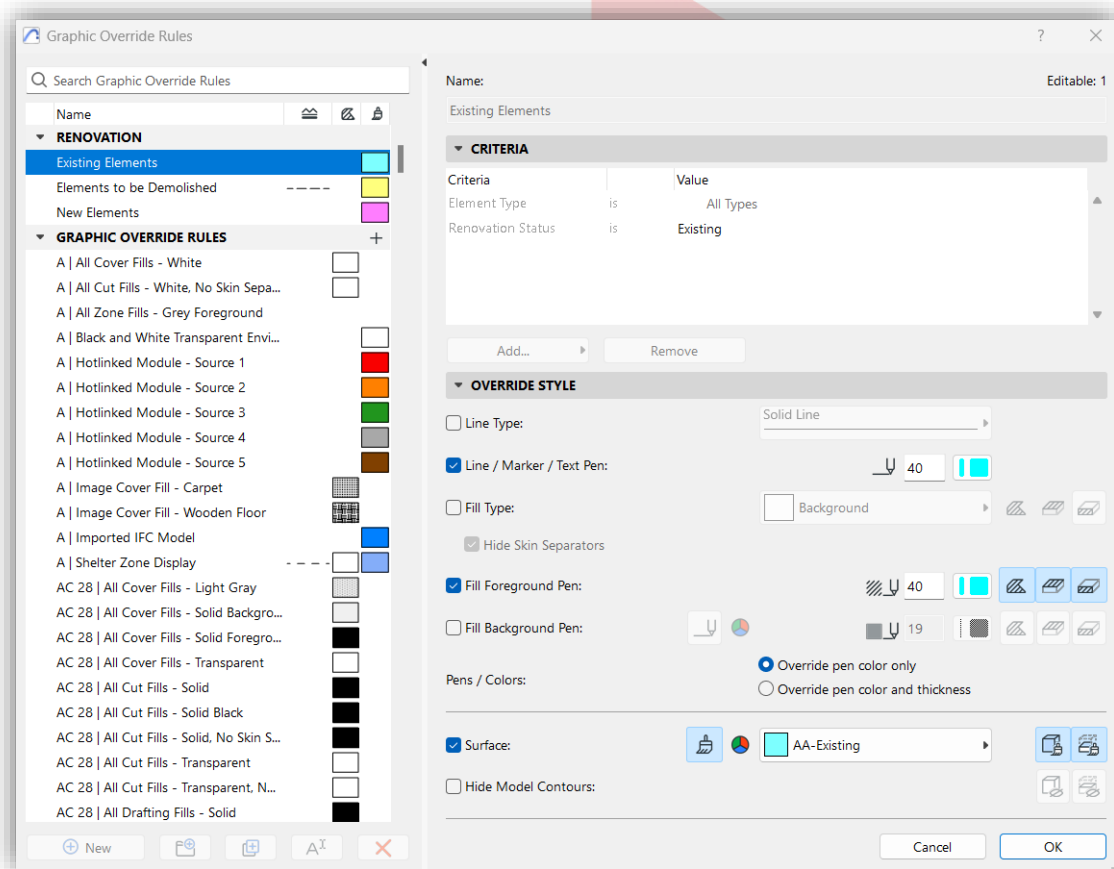 Graphic Override Rules
?
Search Graphic Override Rules
Name
RENOVATION
Existing Elements
Elements to be Demolished
New Elements
GRAPHIC OVERRIDE RULES
A | All Cover Fills - White
A | All Cut Fills - White, No Skin Sepa...
A | All Zone Fills - Grey Foreground
A | Black and White Transparent Envi...
A | Hotlinked Module - Source 1
A | Hotlinked Module - Source 2
A | Hotlinked Module - Source 3
A | Hotlinked Module - Source 4
A | Hotlinked Module - Source 5
A | Image Cover Fill - Carpet
A | Image Cover Fill - Wooden Floor
A | Imported IFC Model
A | Shelter Zone Display
AC 28 | All Cover Fills - Light Gray
AC 28 | All Cover Fills - Solid Backgro...
AC 28 | All Cover Fills - Solid Foregro...
AC 28 | All Cover Fills - Transparent
AC 28 | All Cut Fills - Solid
AC 28 | All Cut Fills - Solid Black
AC 28 | All Cut Fills - Solid, No Skin S...
AC 28 | All Cut Fills - Transparent
AC 28 | All Cut Fills - Transparent, N...
AC 28 | All Drafting Fills - Solid
New
Name: Editable: 1
Existing Elements
CRITERIA
Criteria Value
Element Type is All Types
Renovation Status is Existing
Add... Remove
OVERRIDE STYLE
Line Type: Solid Line
Line / Marker / Text Pen: 40
Fill Type: Background
Hide Skin Separators
Fill Foreground Pen: 40
Fill Background Pen: 19
Override pen color only
Pens / Colors:
Override pen color and thickness
Surface: AA-Existing
Hide Model Contours:
Cancel OK